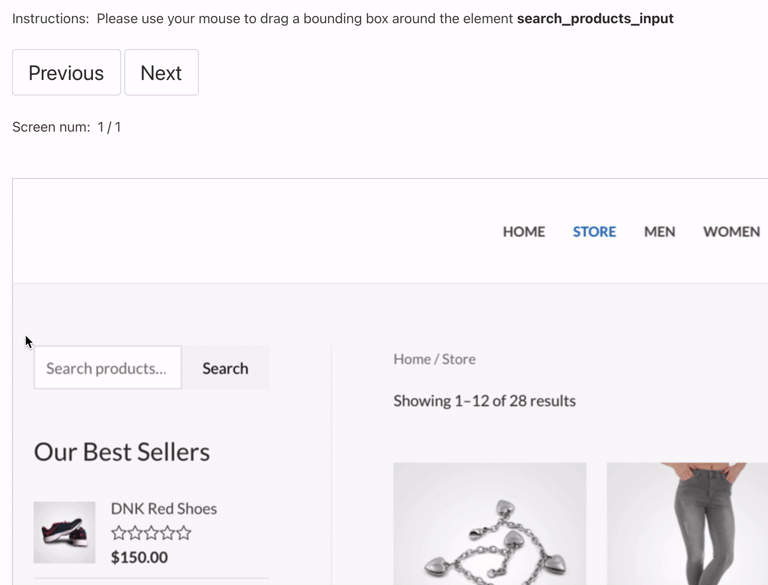 Instructions: Please use your mouse to drag a bounding box around the element search_products_input
Previous Next
Screen num: 1 / 1
HOME STORE MEN WOMEN
Search products... Search
Home / Store
Showing 1–12 of 28 results
Our Best Sellers
DNK Red Shoes
$150.00